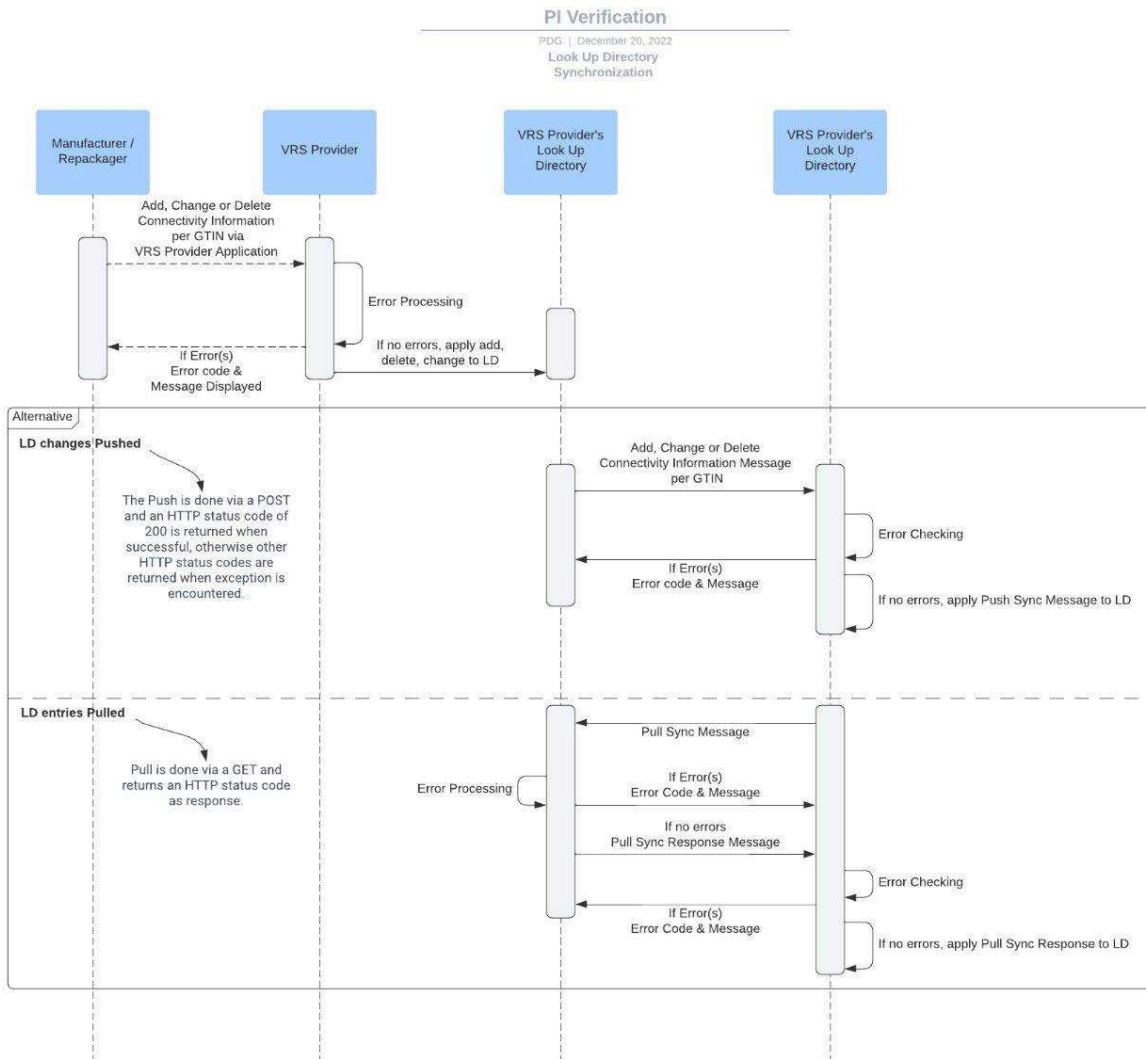 PI Verification
PDG | December 20, 2022
Look Up Directory
Synchronization
Manufacturer /
Repackager
VRS Provider
VRS Provider's
Look Up
Directory
VRS Provider's
Look Up
Directory
Add, Change or Delete
Connectivity Information
per GTIN via
VRS Provider Application
Error Processing
If Error(s)
Error code &
Message Displayed
If no errors, apply add,
delete, change to LD
Alternative
LD changes Pushed
The Push is done via a POST
and an HTTP status code of
200 is returned when
successful, otherwise other
HTTP status codes are
returned when exception is
encountered.
Add, Change or Delete
Connectivity Information Message
per GTIN
Error Checking
If Error(s)
Error code & Message
If no errors, apply Push Sync Message to LD
LD entries Pulled
Pull is done via a GET and
returns an HTTP status code
as response.
Pull Sync Message
Error Processing
If Error(s)
Error Code & Message
If no errors
Pull Sync Response Message
Error Checking
If Error(s)
Error Code & Message
If no errors, apply Pull Sync Response to LD